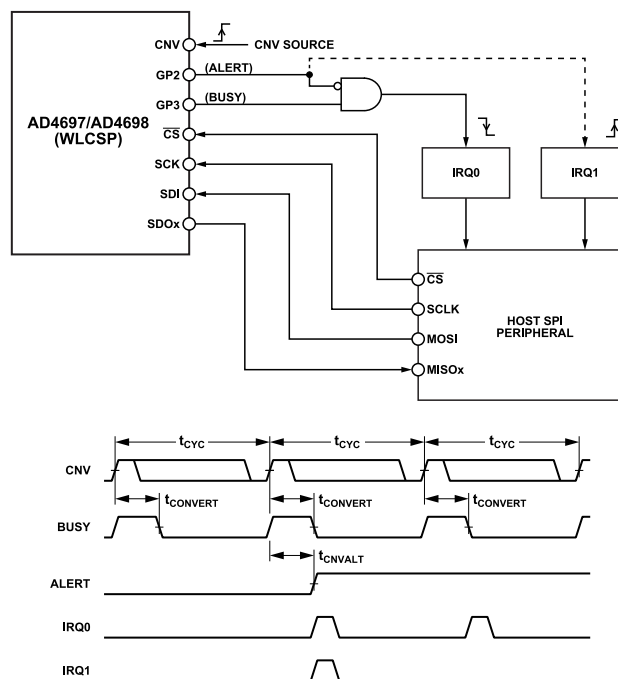 CNV
CNV SOURCE
GP2
(ALERT)
GP3
(BUSY)
AD4697/AD4698
(WLCSP)
CS
SCK
SDI
SDOx
IRQ0
IRQ1
CS
SCLK
MOSI
MISOx
HOST SPI
PERIPHERAL
tCYC
tCYC
tCYC
CNV
tCONVERT
tCONVERT
tCONVERT
BUSY
tCNVALT
ALERT
IRQ0
IRQ1